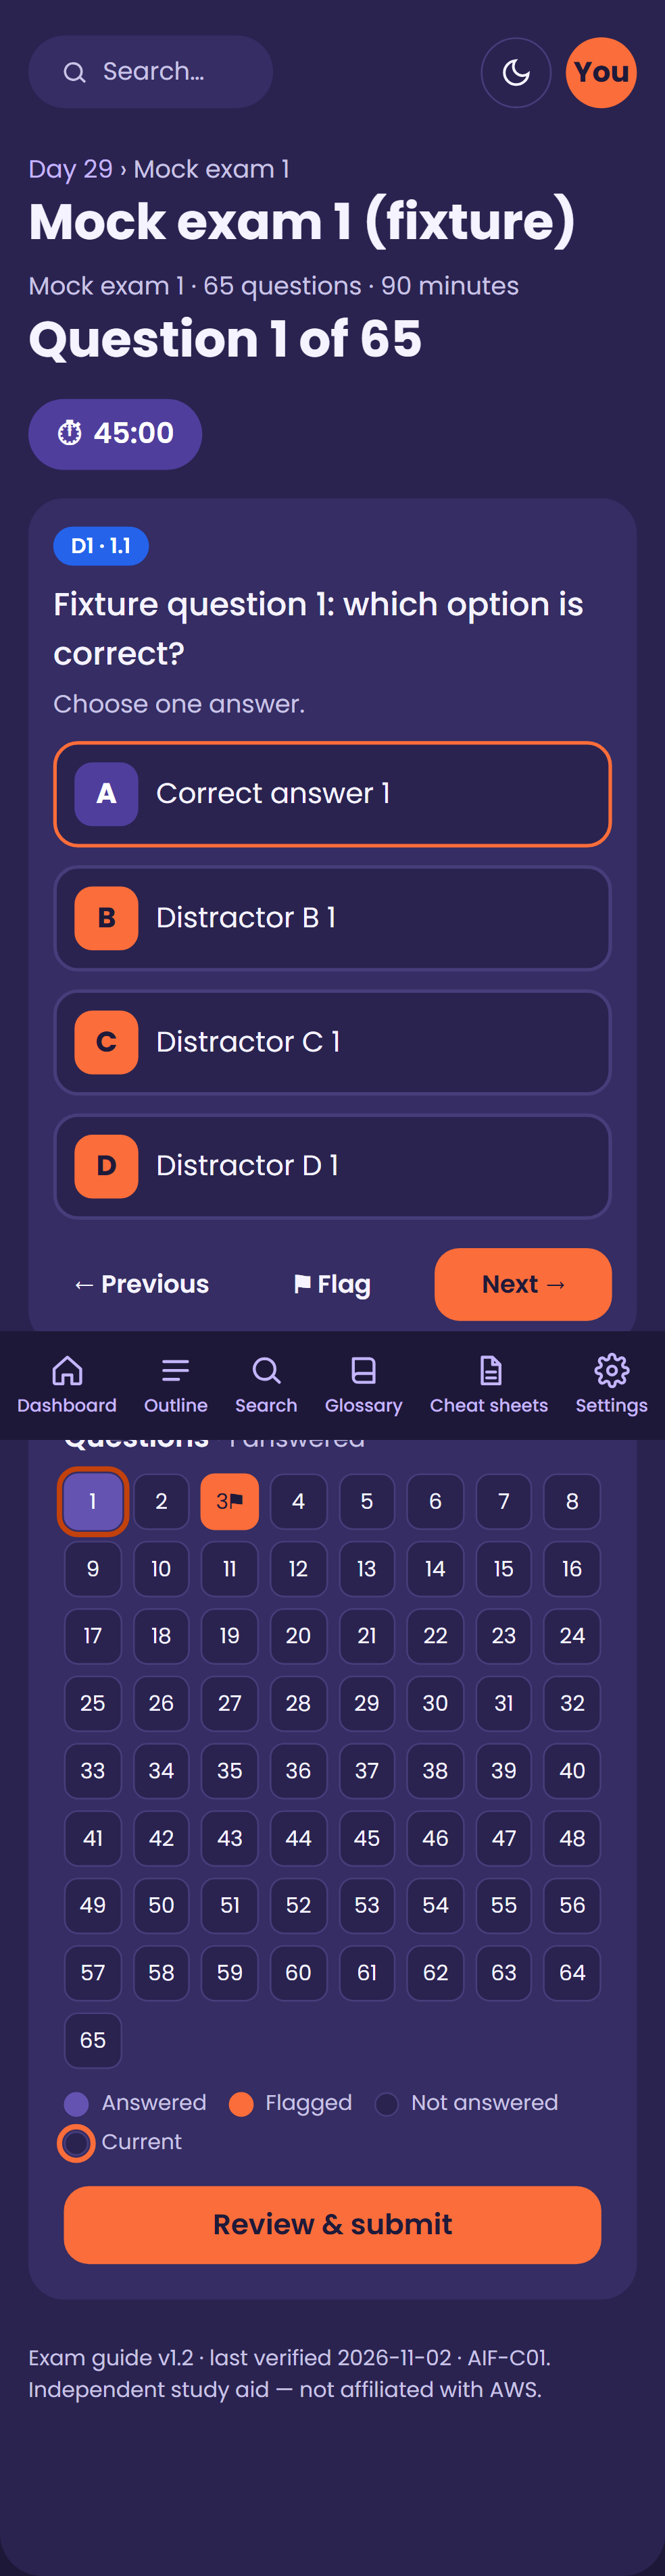 Search...
You
Day 29 › Mock exam 1
Mock exam 1 (fixture)
Mock exam 1 · 65 questions · 90 minutes
Question 1 of 65
⏱ 45:00
D1 · 1.1
Fixture question 1: which option is
correct?
Choose one answer.
A Correct answer 1
B Distractor B 1
C Distractor C 1
D Distractor D 1
← Previous ⚑ Flag Next →
Dashboard Outline Search Glossary Cheat sheets Settings
Questions 1 answered
1 2 3⚑ 4 5 6 7 8
9 10 11 12 13 14 15 16
17 18 19 20 21 22 23 24
25 26 27 28 29 30 31 32
33 34 35 36 37 38 39 40
41 42 43 44 45 46 47 48
49 50 51 52 53 54 55 56
57 58 59 60 61 62 63 64
65
Answered Flagged Not answered
Current
Review & submit
Exam guide v1.2 · last verified 2026-11-02 · AIF-C01.
Independent study aid — not affiliated with AWS.